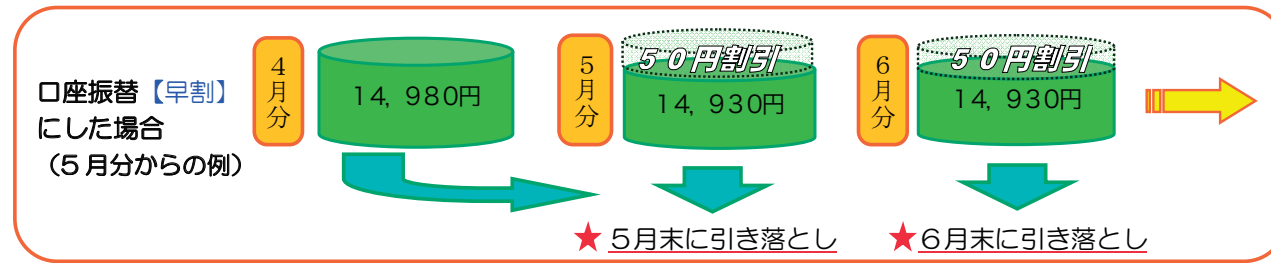 口座振替【早割】
にした場合
（5月分からの例）
4月分
14,980円
5月分
50円割引
14,930円
6月分
50円割引
14,930円
★5月末に引き落とし
★6月末に引き落とし